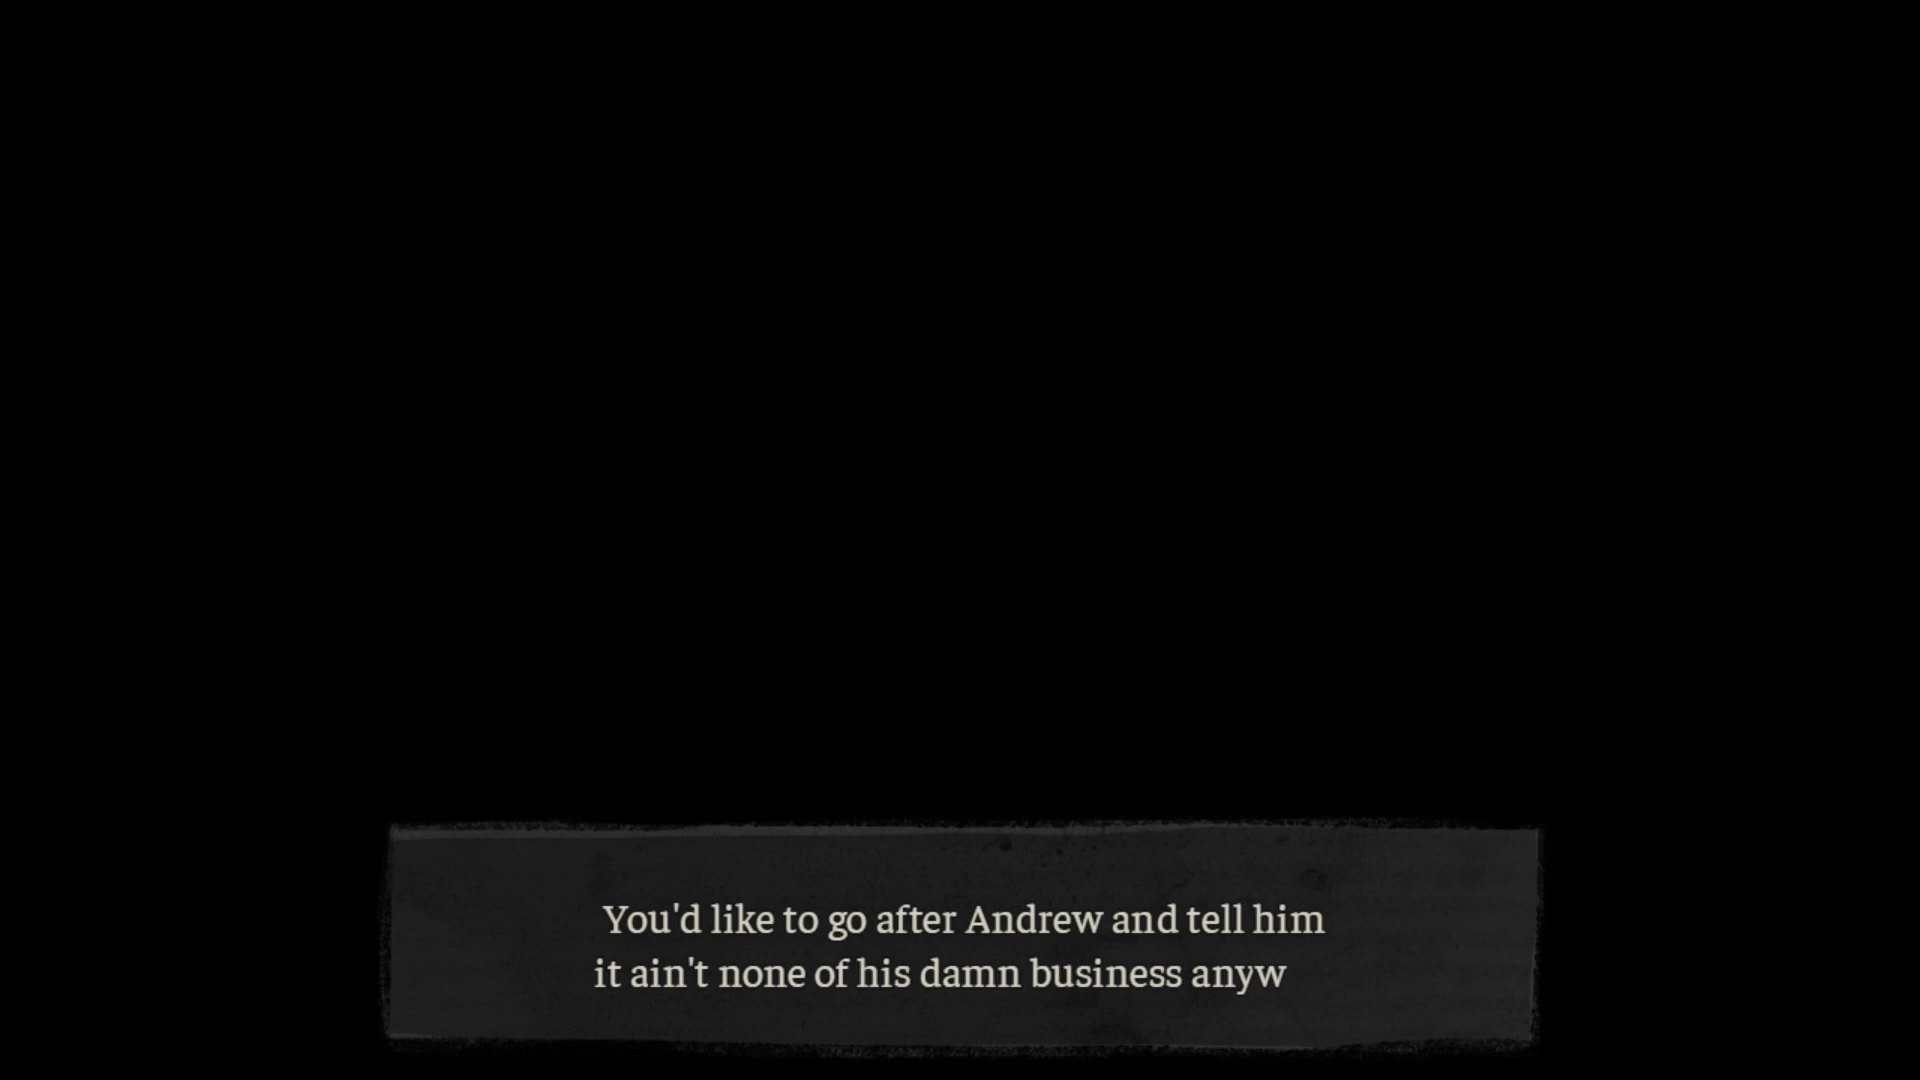 You'd like to go after Andrew and tell him
it ain't none of his damn business anyw